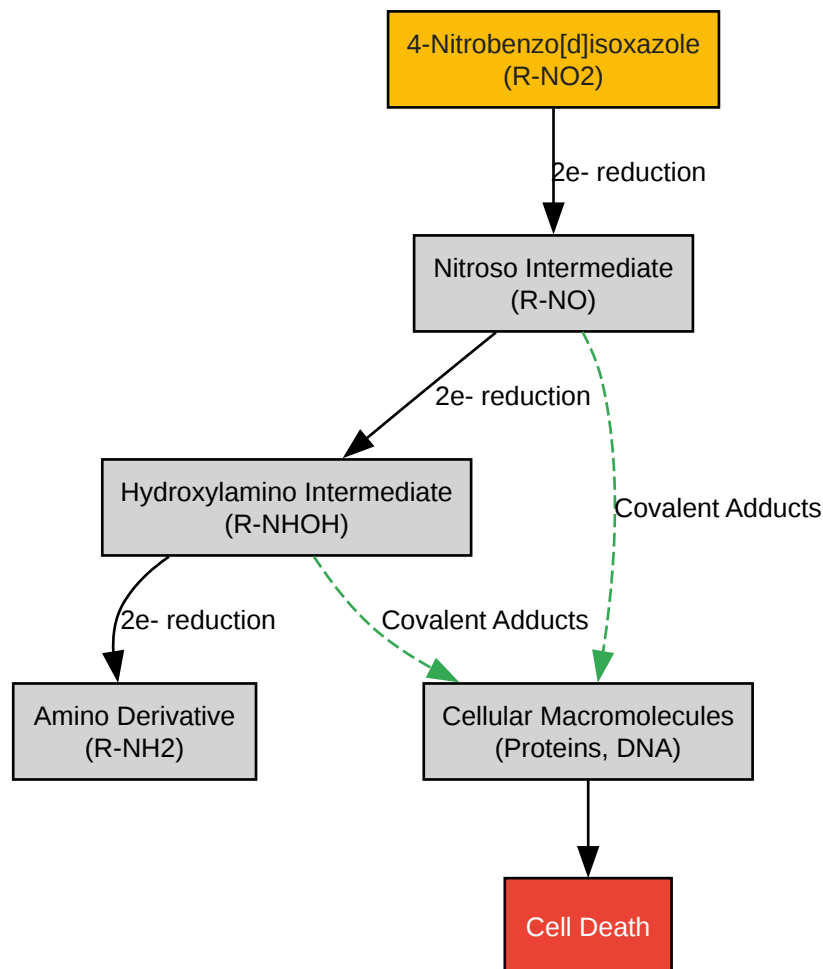 4-Nitrobenzo[d]isoxazole
(R-NO2)
2e- reduction
Nitroso Intermediate
(R-NO)
2e- reduction
Hydroxylamino Intermediate
(R-NHOH)
Covalent Adducts
2e- reduction
Covalent Adducts
Amino Derivative
(R-NH2)
Cellular Macromolecules
(Proteins, DNA)
Cell Death